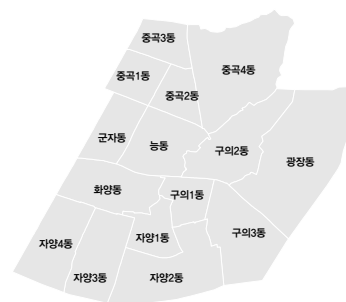 중곡3동
중곡4동
중곡1동
중곡2동
군자동
능동
구의2동
광장동
화양동
구의1동
구의3동
자양1동
자양4동
자양3동
자양2동